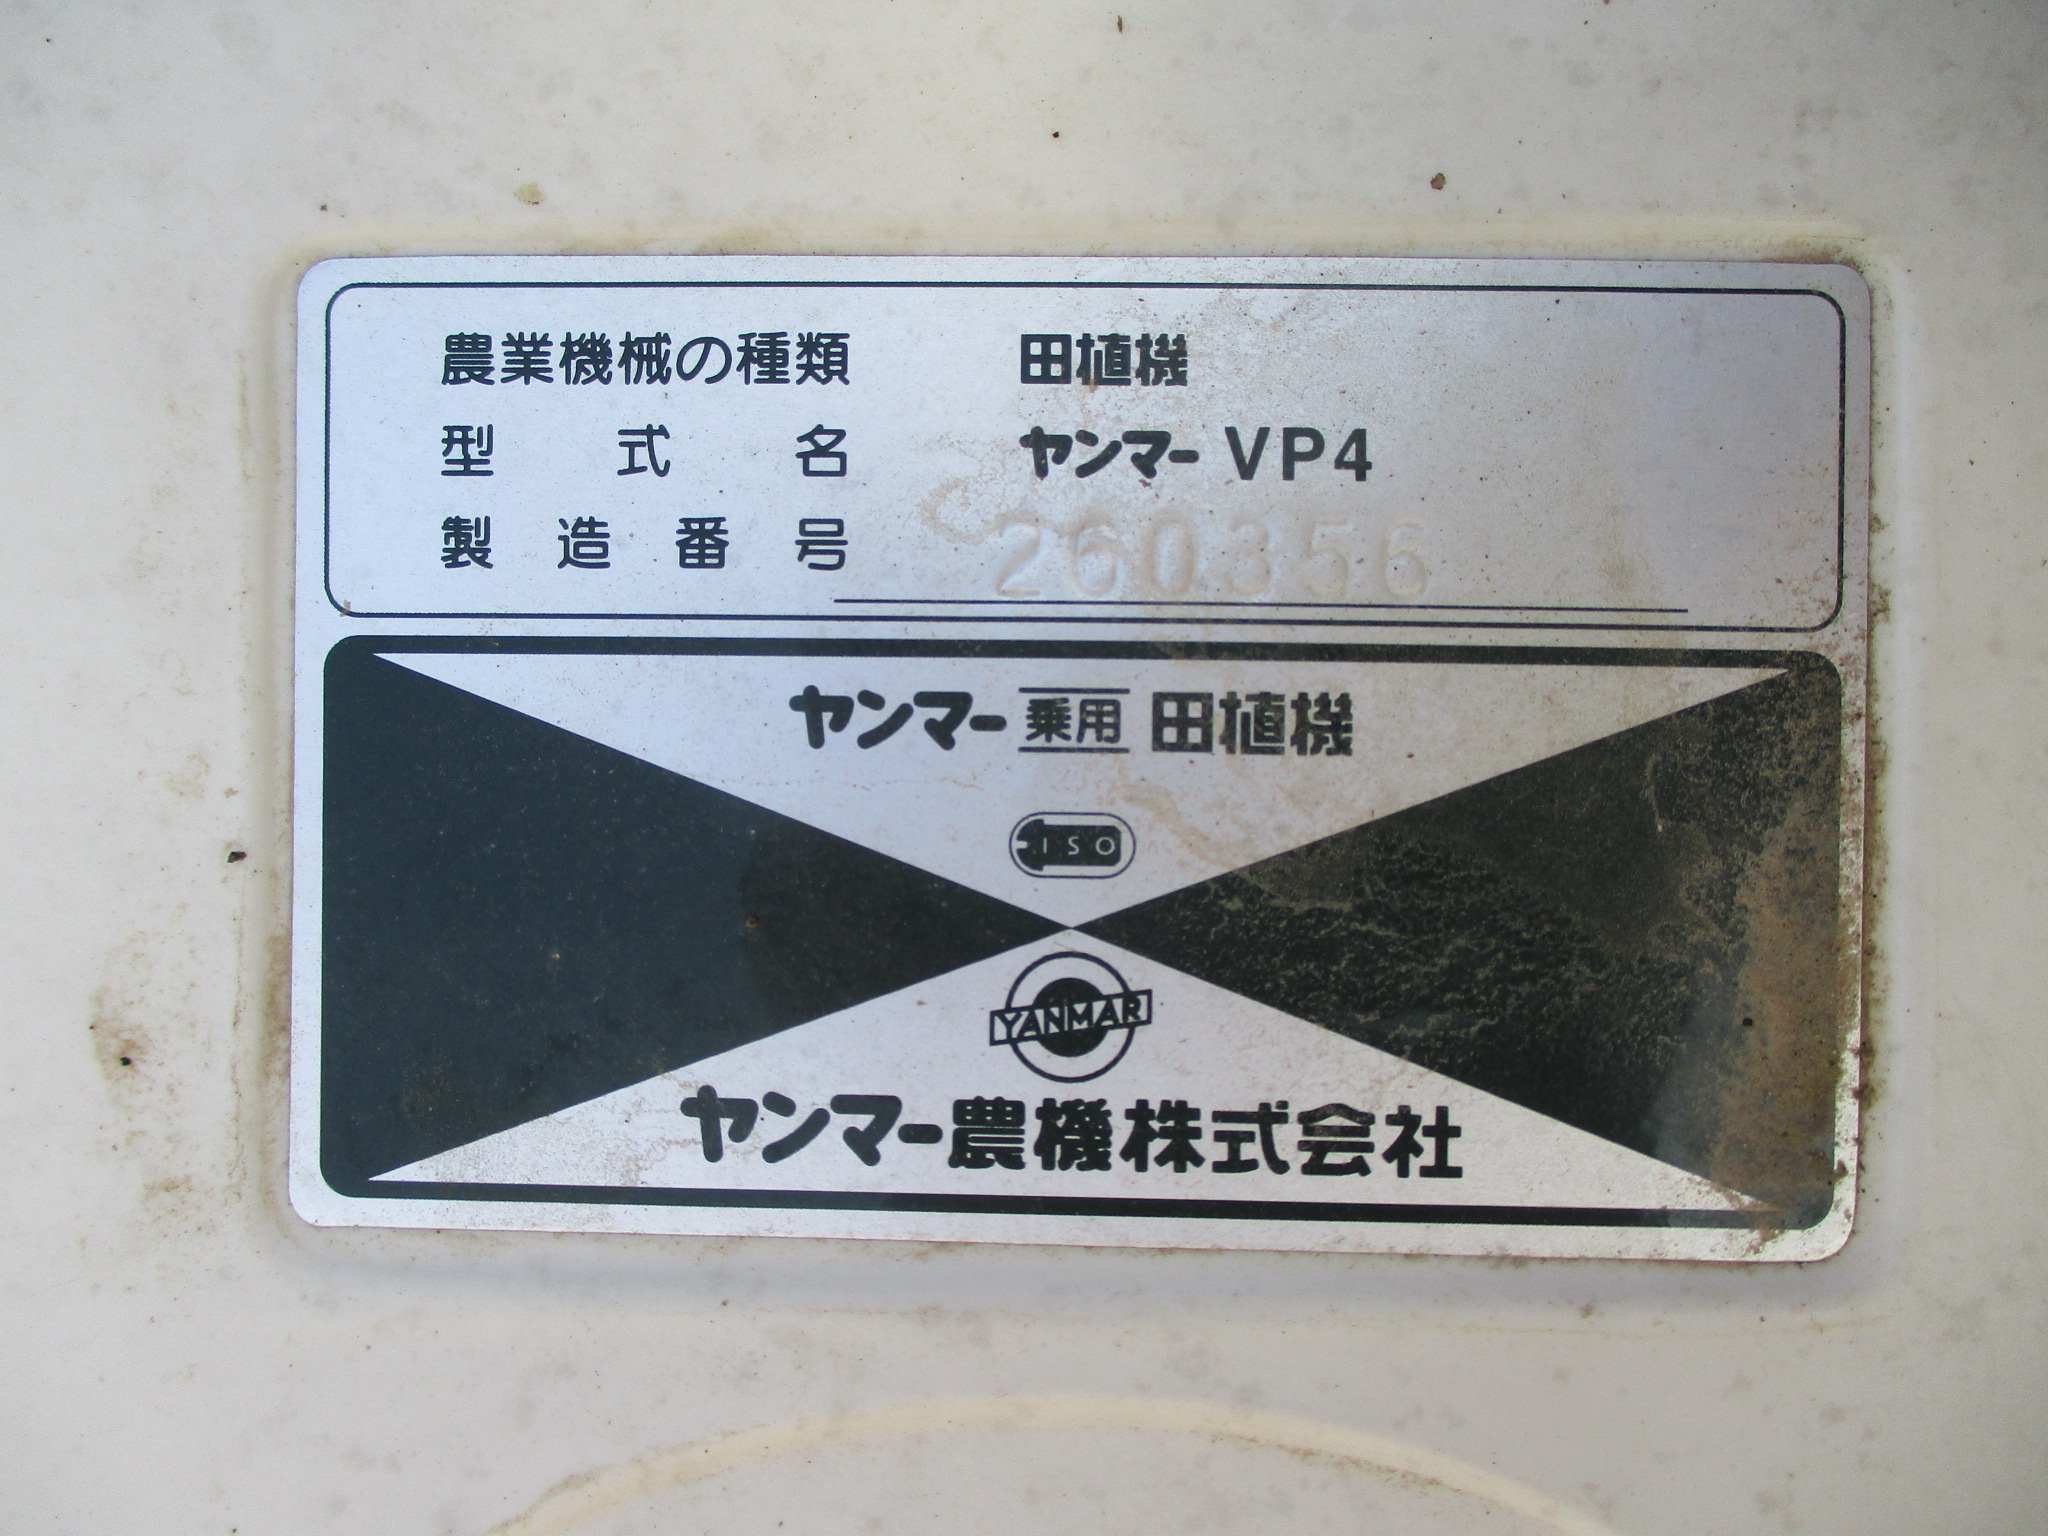 農業機械の種類 田植機
型式名 ヤンマー VP4
製造番号 260356
ヤンマー乗用田植機
ISO
YANMAR
ヤンマー農機株式会社